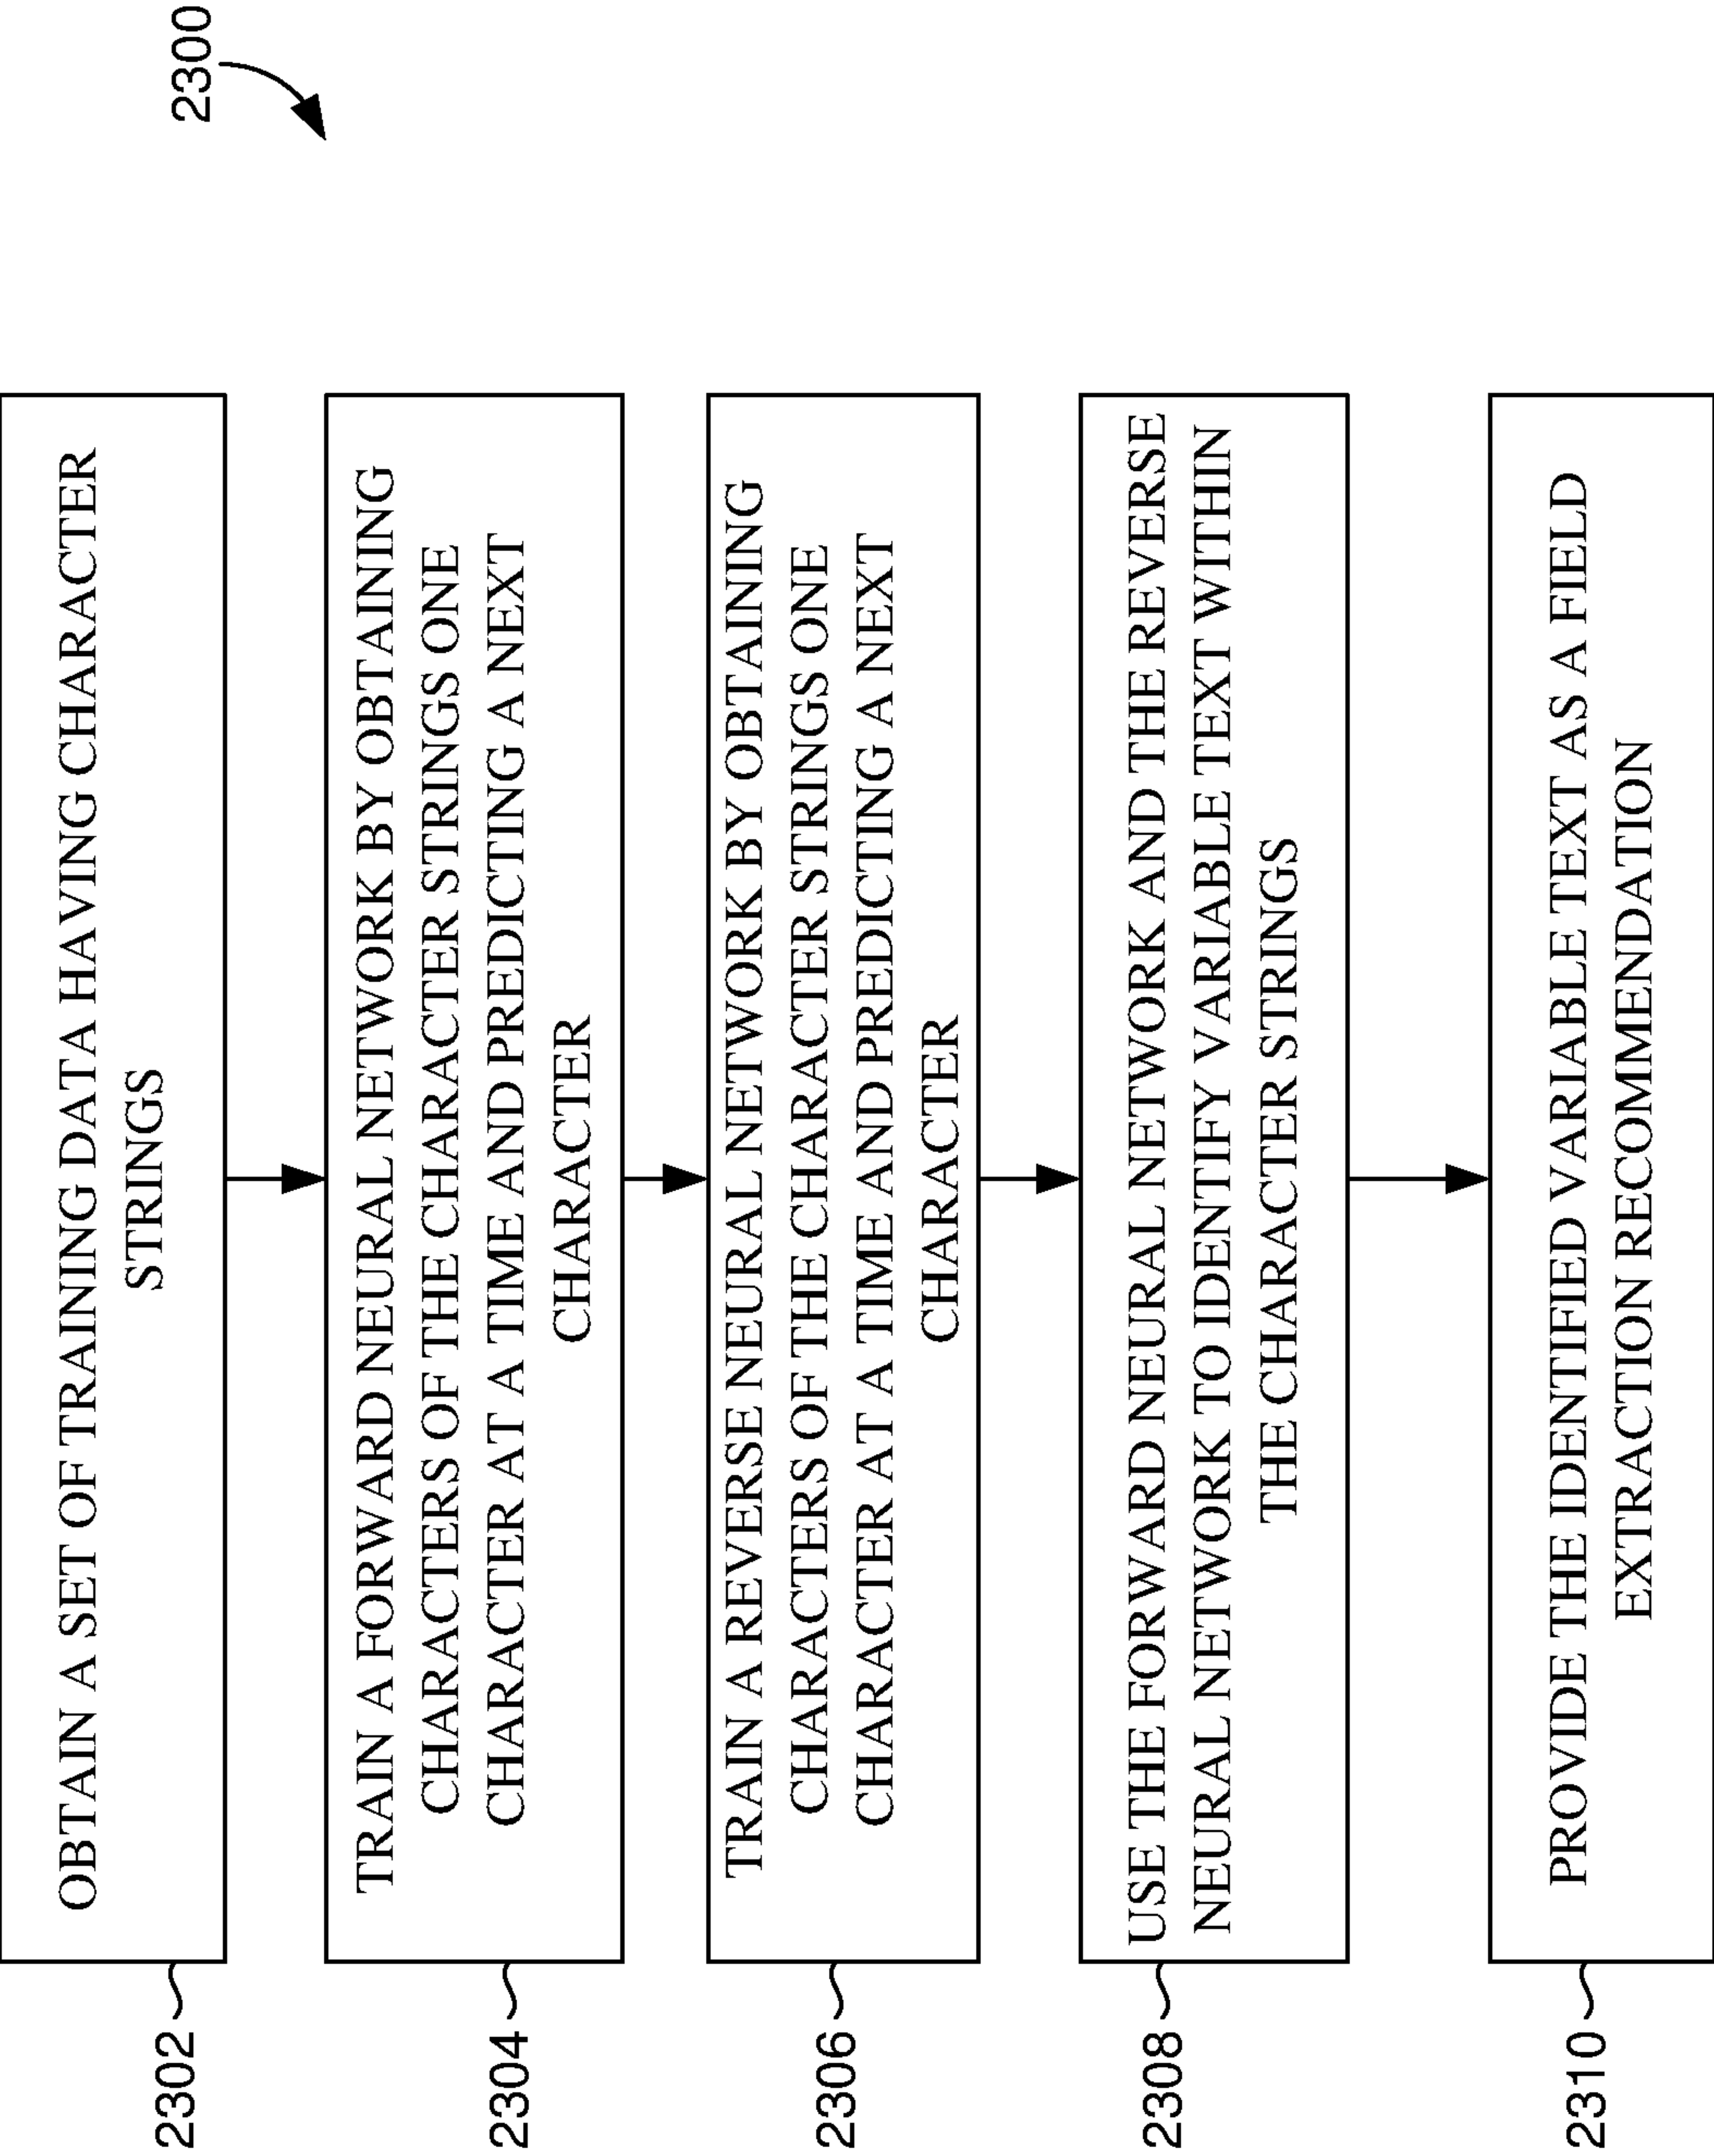 2300
2302
OBTAIN A SET OF TRAINING DATA HAVING CHARACTER
STRINGS
2304
TRAIN A FORWARD NEURAL NETWORK BY OBTAINING
CHARACTERS OF THE CHARACTER STRINGS ONE
CHARACTER AT A TIME AND PREDICTING A NEXT
CHARACTER
2306
TRAIN A REVERSE NEURAL NETWORK BY OBTAINING
CHARACTERS OF THE CHARACTER STRINGS ONE
CHARACTER AT A TIME AND PREDICTING A NEXT
CHARACTER
2308
USE THE FORWARD NEURAL NETWORK AND THE REVERSE
NEURAL NETWORK TO IDENTIFY VARIABLE TEXT WITHIN
THE CHARACTER STRINGS
2310
PROVIDE THE IDENTIFIED VARIABLE TEXT AS A FIELD
EXTRACTION RECOMMENDATION